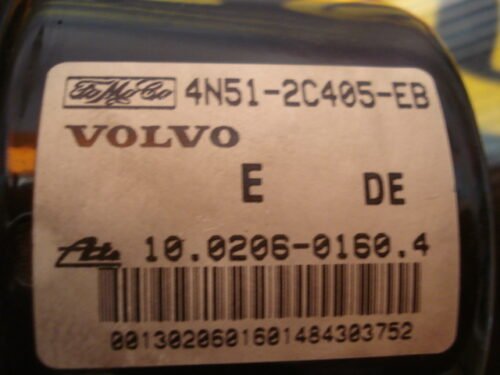 FoMoCo 4N51-2C405-EB
VOLVO
E DE
Ate 10.0206-0160.4
0013020601601484303752